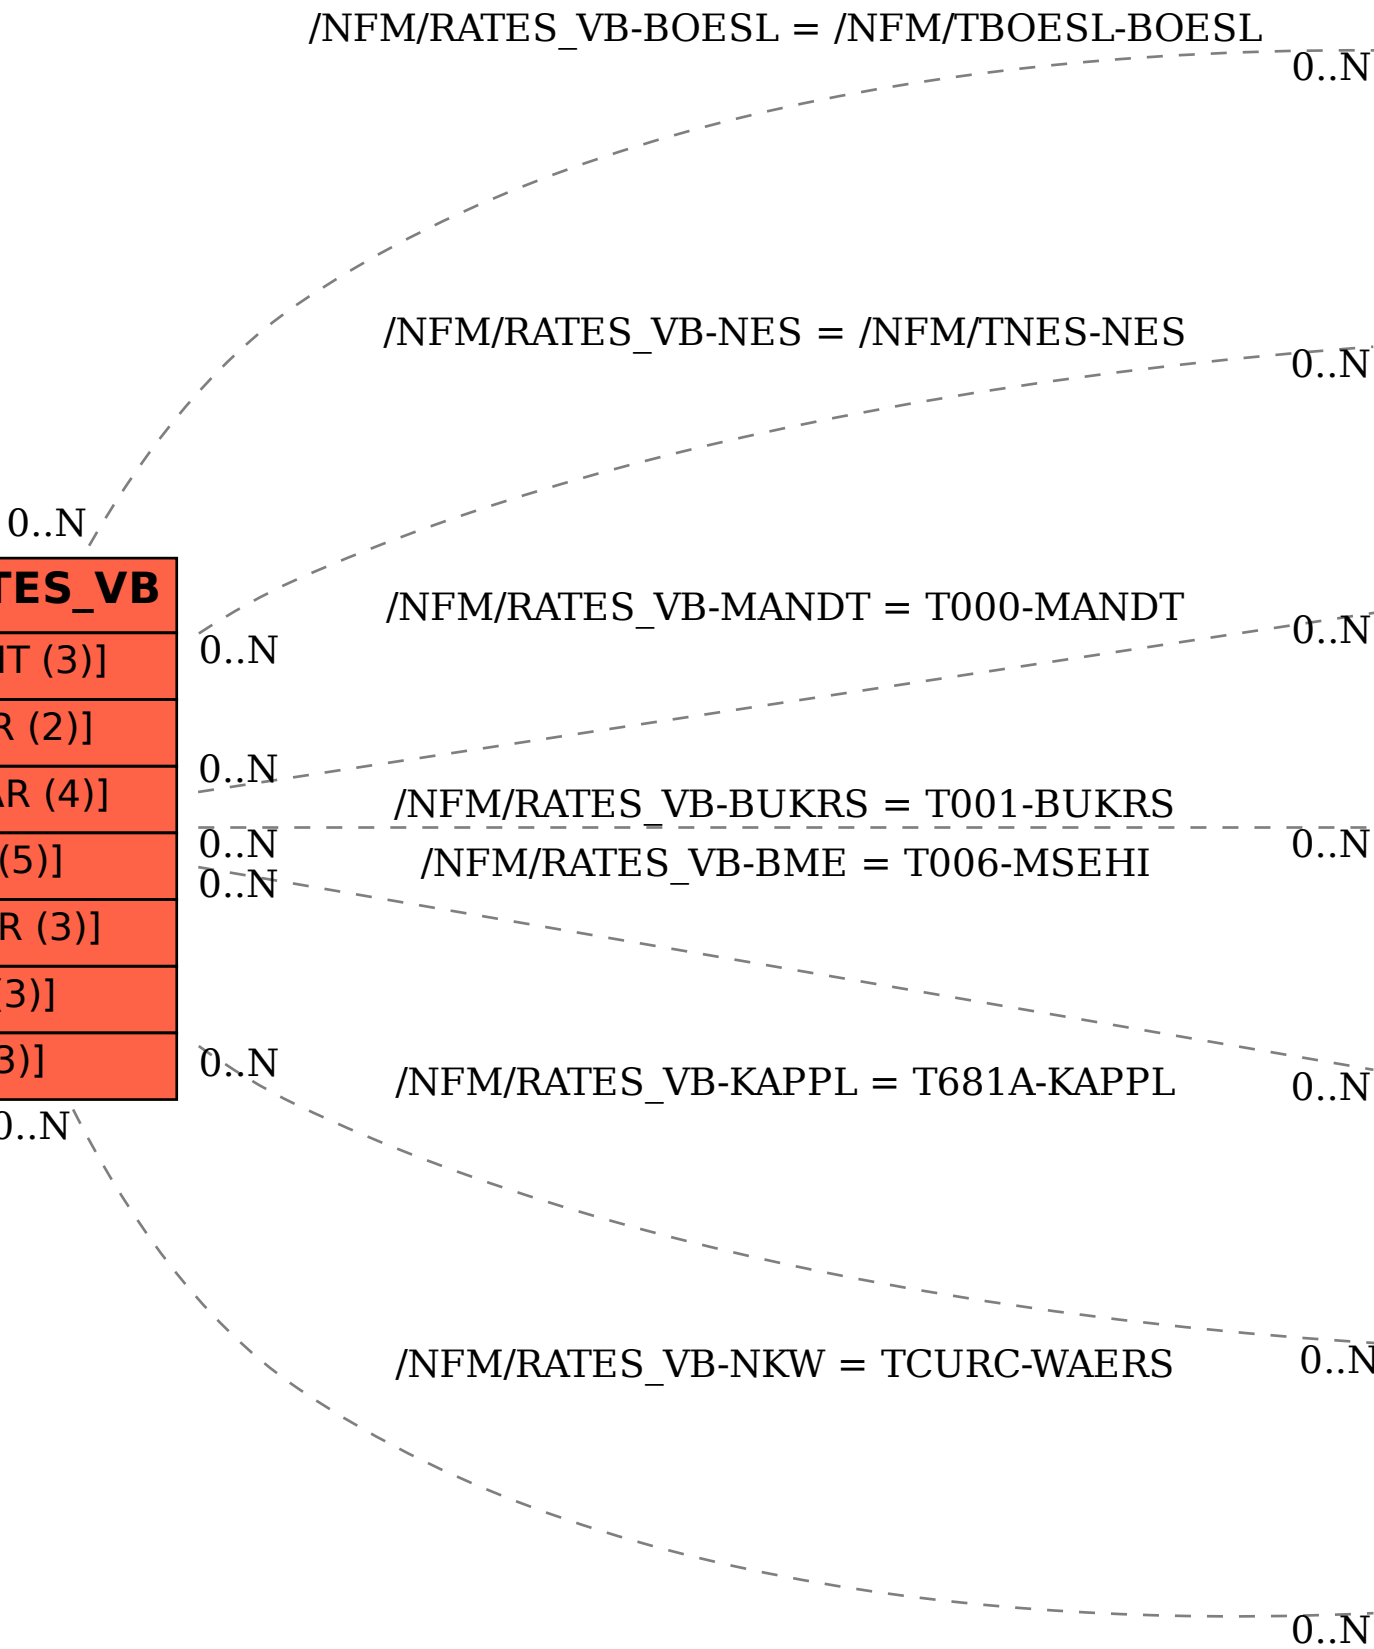 /NFM/RATES_VB-BOESL = /NFM/TBOESL-BOESL
0..N
/NFM/RATES_VB-NES = /NFM/TNES-NES
0..N
0..N
TES_VB
/NFM/RATES_VB-MANDT = T000-MANDT
0..N
0..N
(3)]
R (2)]
0..N
AR (4)]
/NFM/RATES_VB-BUKRS = T001-BUKRS
0..N
0..N
(5)]
/NFM/RATES_VB-BME = T006-MSEHI
0..N
R (3)]
(3)]
3)]
0..N
/NFM/RATES_VB-KAPPL = T681A-KAPPL
0..N
0..N
/NFM/RATES_VB-NKW = TCURC-WAERS
0..N
0..N